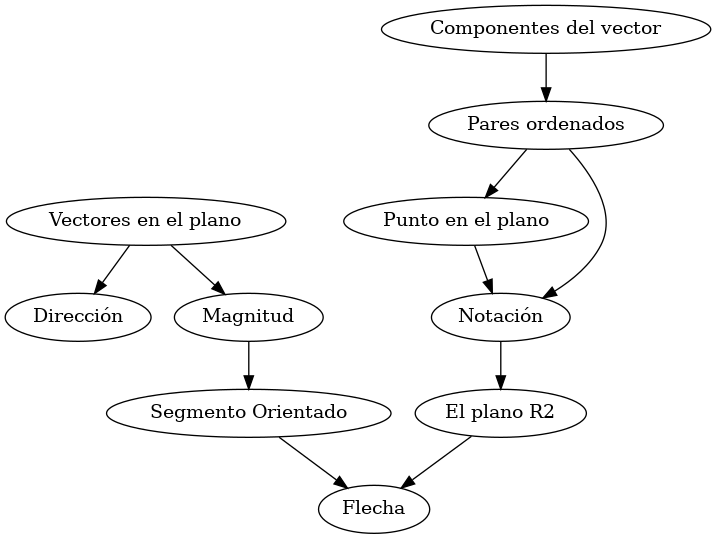 Componentes del vector
Pares ordenados
Vectores en el plano
Punto en el plano
Dirección
Magnitud
Notación
Segmento Orientado
El plano R2
Flecha